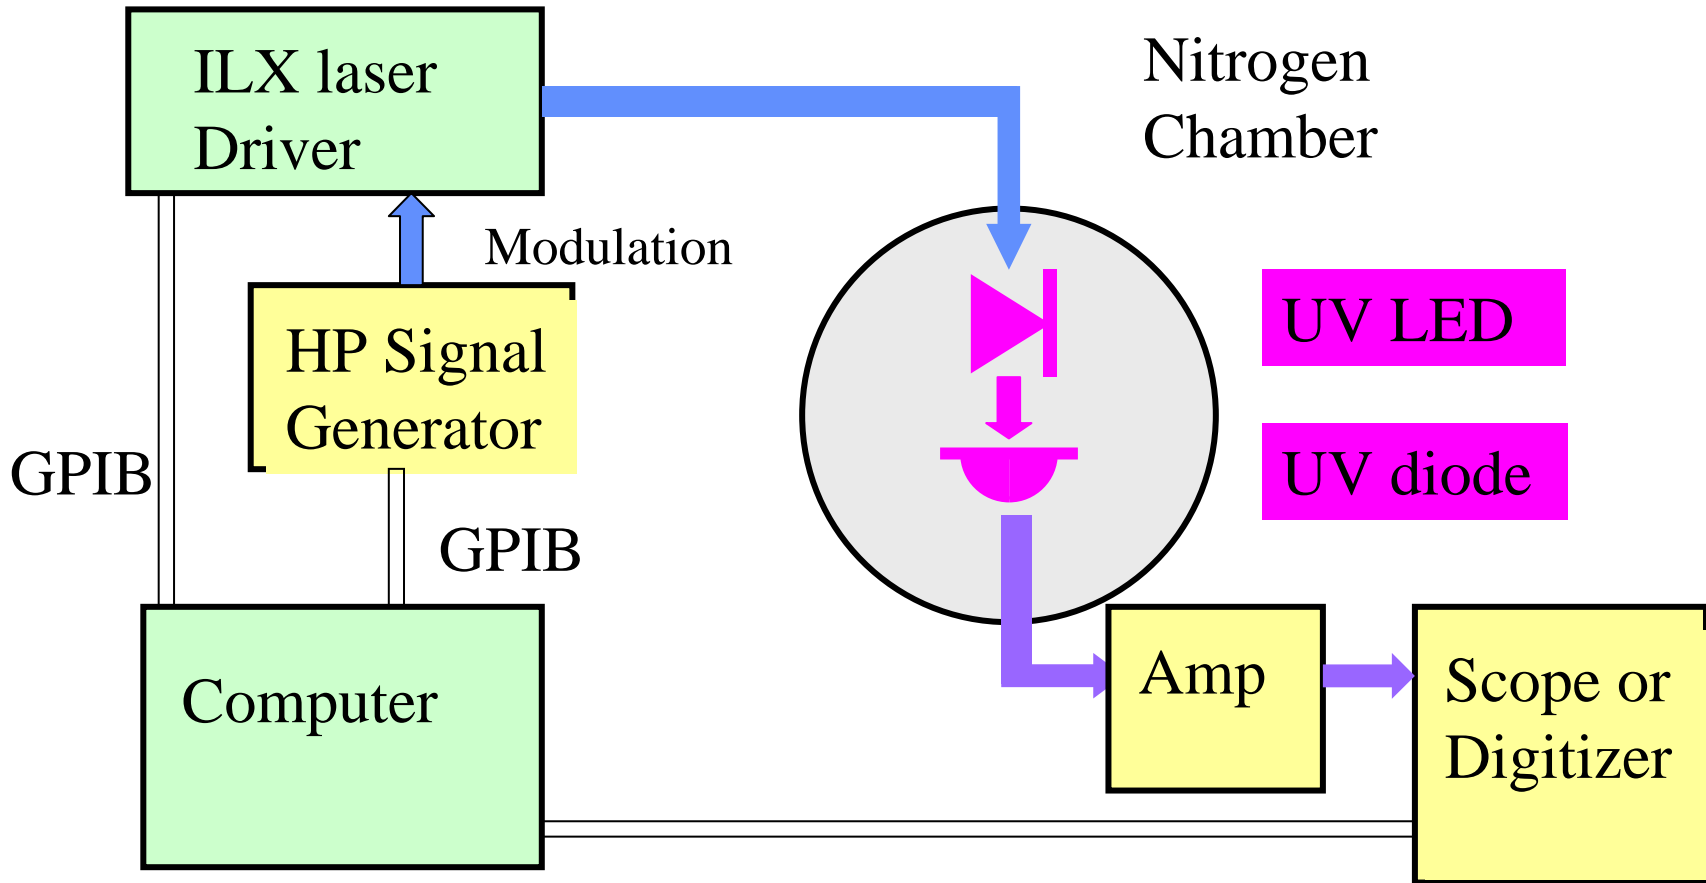 ILX laser
Driver
Nitrogen
Chamber
Modulation
HP Signal
Generator
UV LED
UV diode
GPIB
GPIB
Computer
Amp
Scope or
Digitizer